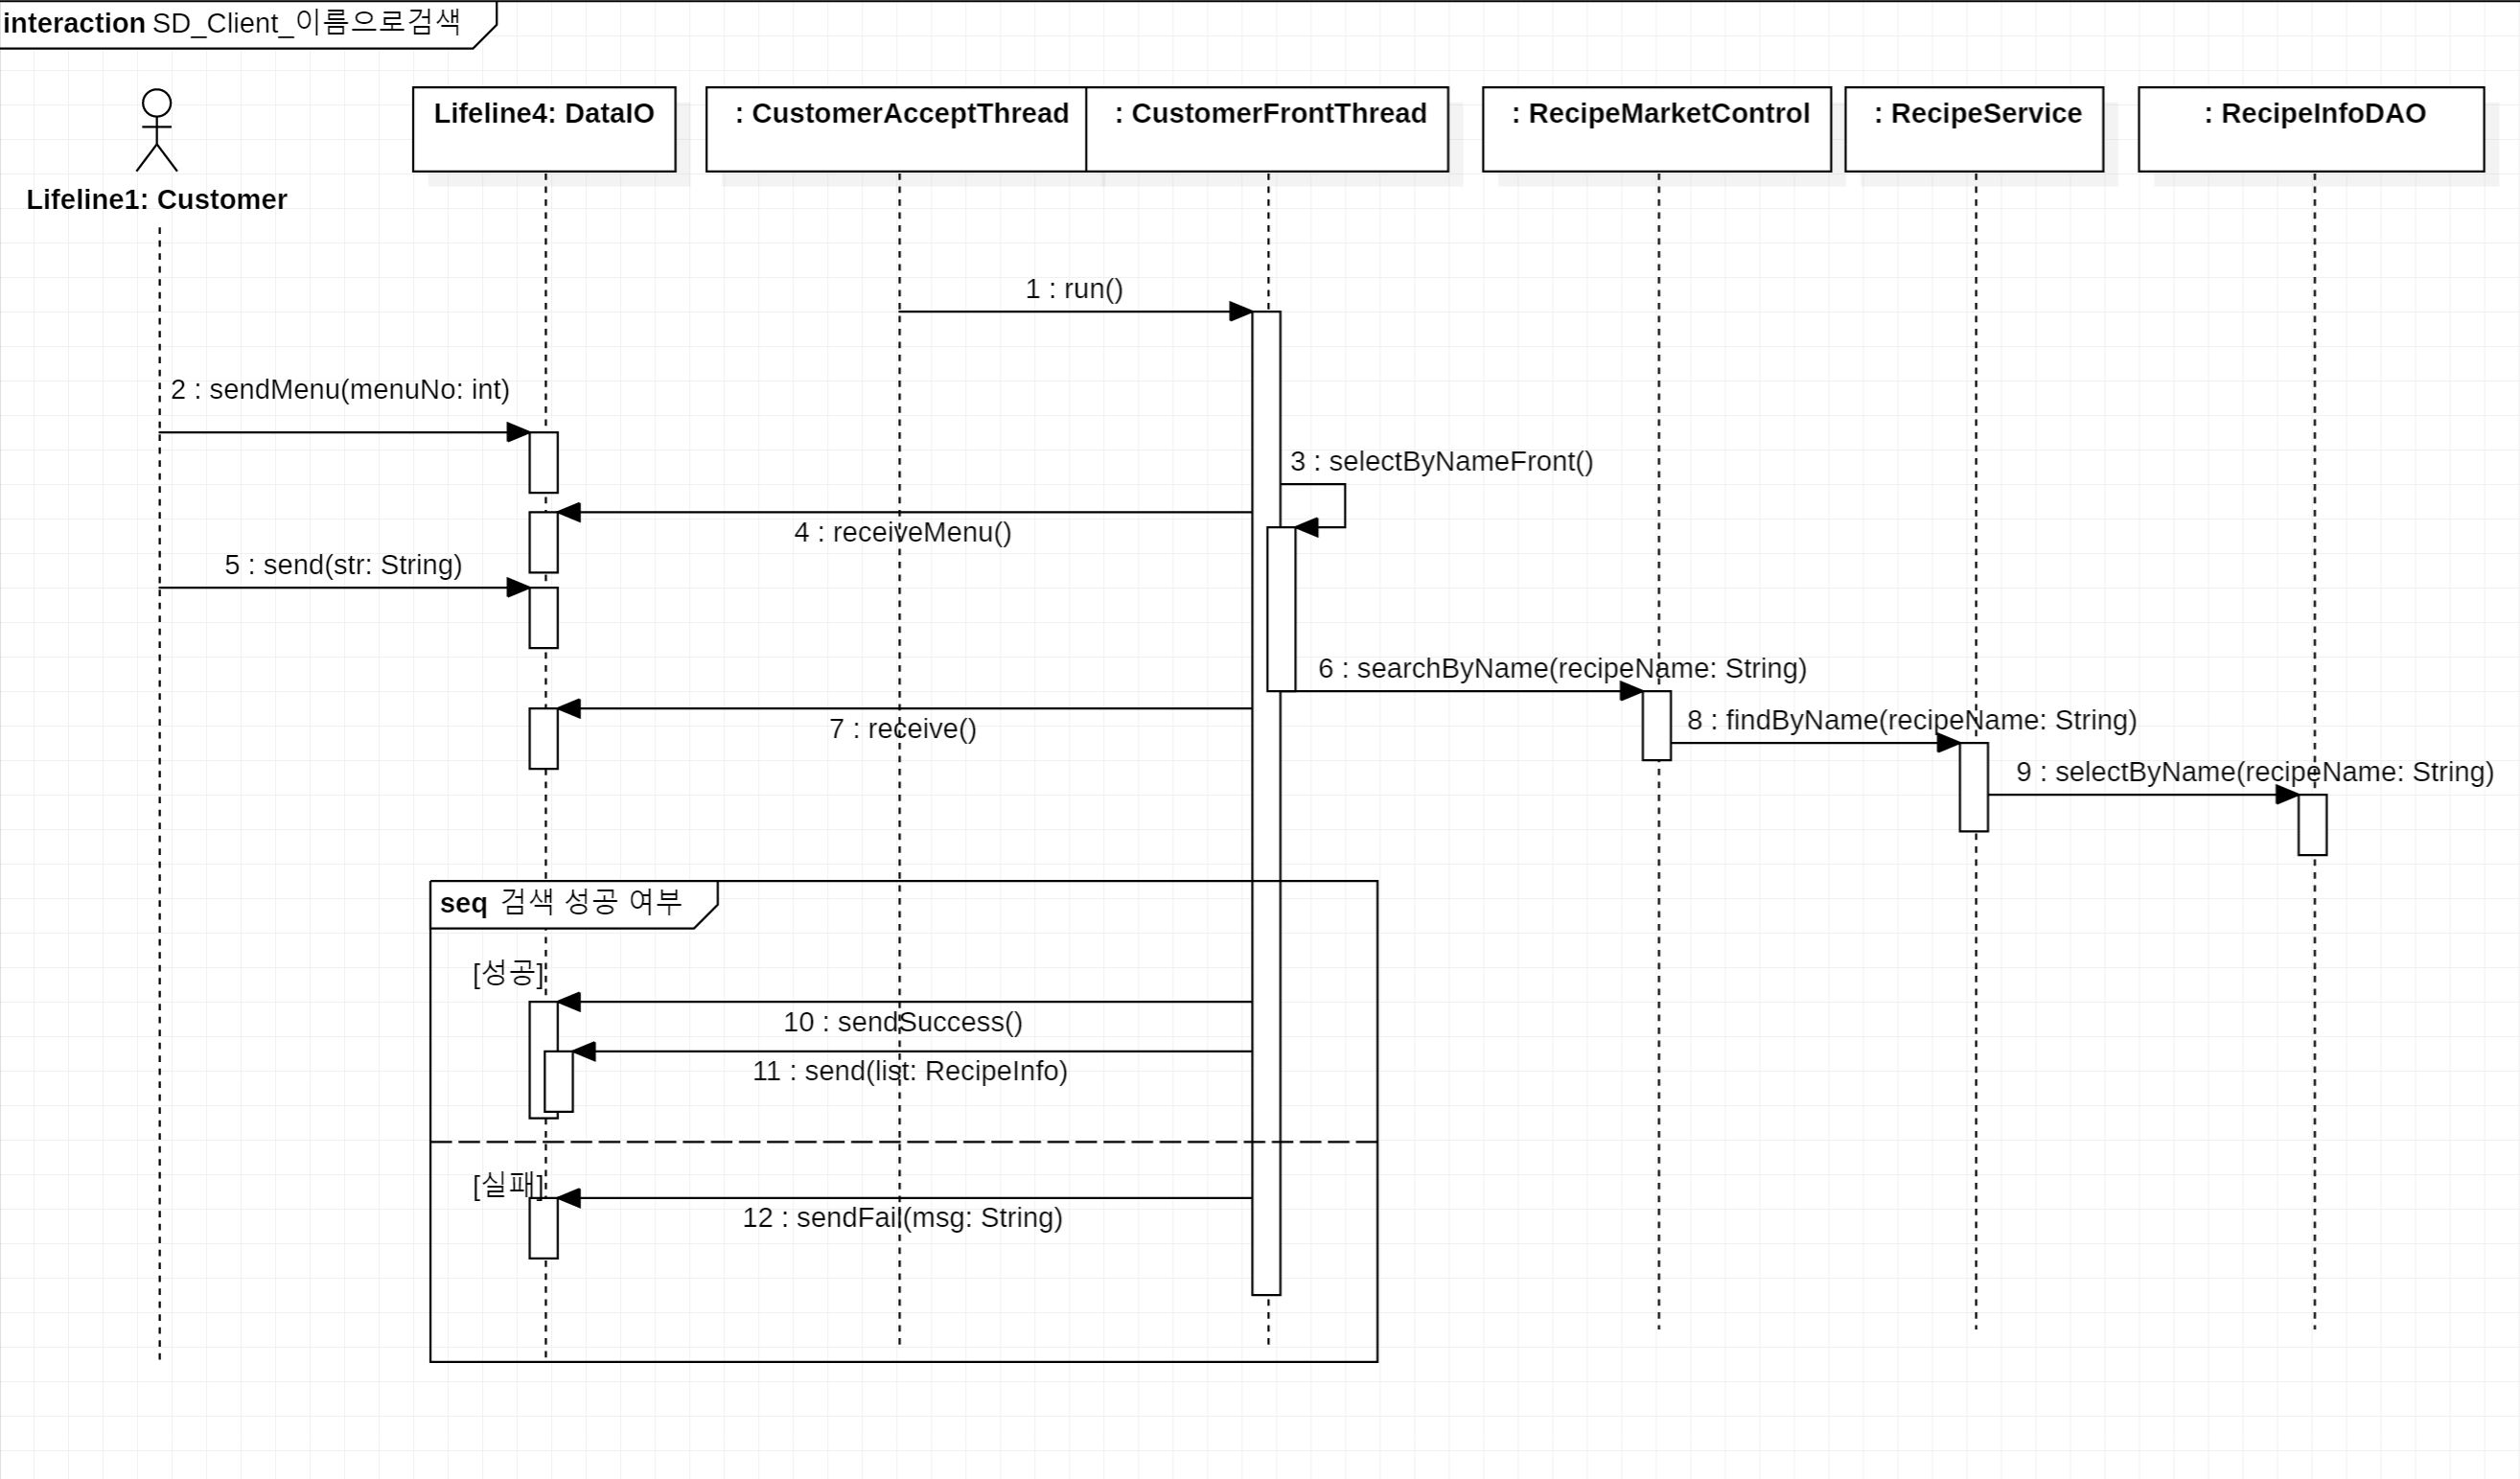 interaction SD_Client_이름으로검색
Lifeline1: Customer
Lifeline4: DataIO
: CustomerAcceptThread
: CustomerFrontThread
: RecipeMarketControl
: RecipeService
: RecipeInfoDAO
1 : run()
2 : sendMenu(menuNo: int)
3 : selectByNameFront()
4 : receiveMenu()
5 : send(str: String)
6 : searchByName(recipeName: String)
7 : receive()
8 : findByName(recipeName: String)
9 : selectByName(recipeName: String)
seq 검색 성공 여부
[성공]
10 : sendSuccess()
11 : send(list: RecipeInfo)
[실패]
12 : sendFail(msg: String)